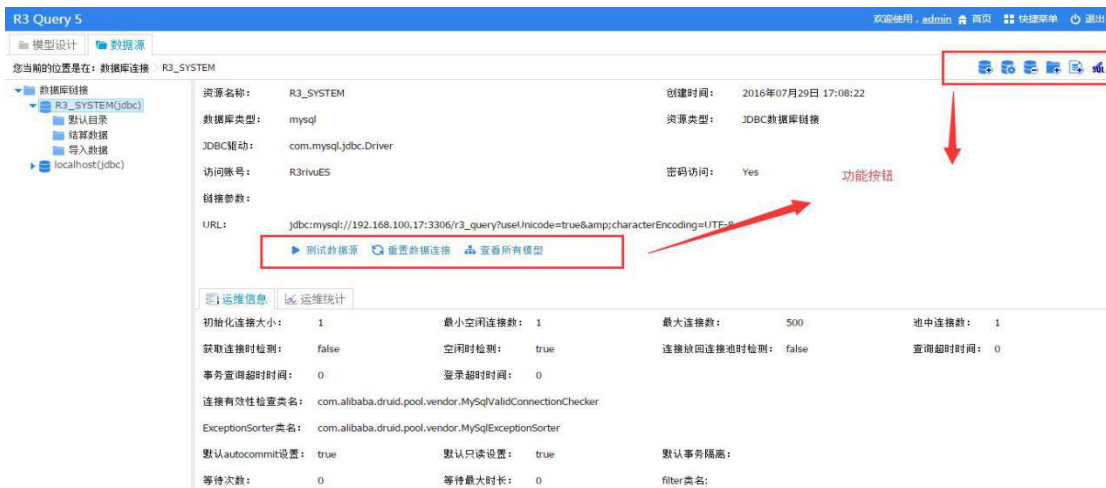 R3 Query 5
欢迎使用，admin 首页 快捷菜单 退出
模型设计 数据源
您当前的位置是在：数据库连接 R3_SYSTEM
数据库链接
R3_SYSTEM(jdbc)
默认目录
结算数据
导入数据
localhost(jdbc)
资源名称： R3_SYSTEM 创建时间： 2016年07月29日 17:08:22
数据库类型： mysql 资源类型： JDBC数据库链接
JDBC驱动： com.mysql.jdbc.Driver
访问账号： R3rivuES 密码访问： Yes
功能按钮
链接参数：
URL： jdbc:mysql://192.168.100.17:3306/r3_query?useUnicode=true&amp;characterEncoding=UTF-8
测试数据源 重置数据连接 查看所有模型
运维信息 运维统计
初始化连接大小： 1 最小空闲连接数： 1 最大连接数： 500 池中连接数： 1
获取连接时检测： false 空闲时检测： true 连接放回连接池时检测： false 查询超时时间： 0
事务查询超时时间： 0 登录超时时间： 0
连接有效性检查类名： com.alibaba.druid.pool.vendor.MySqlValidConnectionChecker
ExceptionSorter类名： com.alibaba.druid.pool.vendor.MySqlExceptionSorter
默认autocommit设置： true 默认只读设置： true 默认事务隔离：
等待次数： 0 等待最大时长： 0 filter类名: